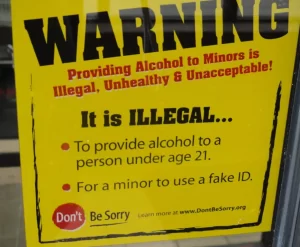 WARNING
Providing Alcohol to Minors is
Illegal, Unhealthy & Unacceptable!
It is ILLEGAL...
• To provide alcohol to a
person under age 21.
• For a minor to use a fake ID.
Don't Be Sorry Learn more at www.DontBeSorry.org